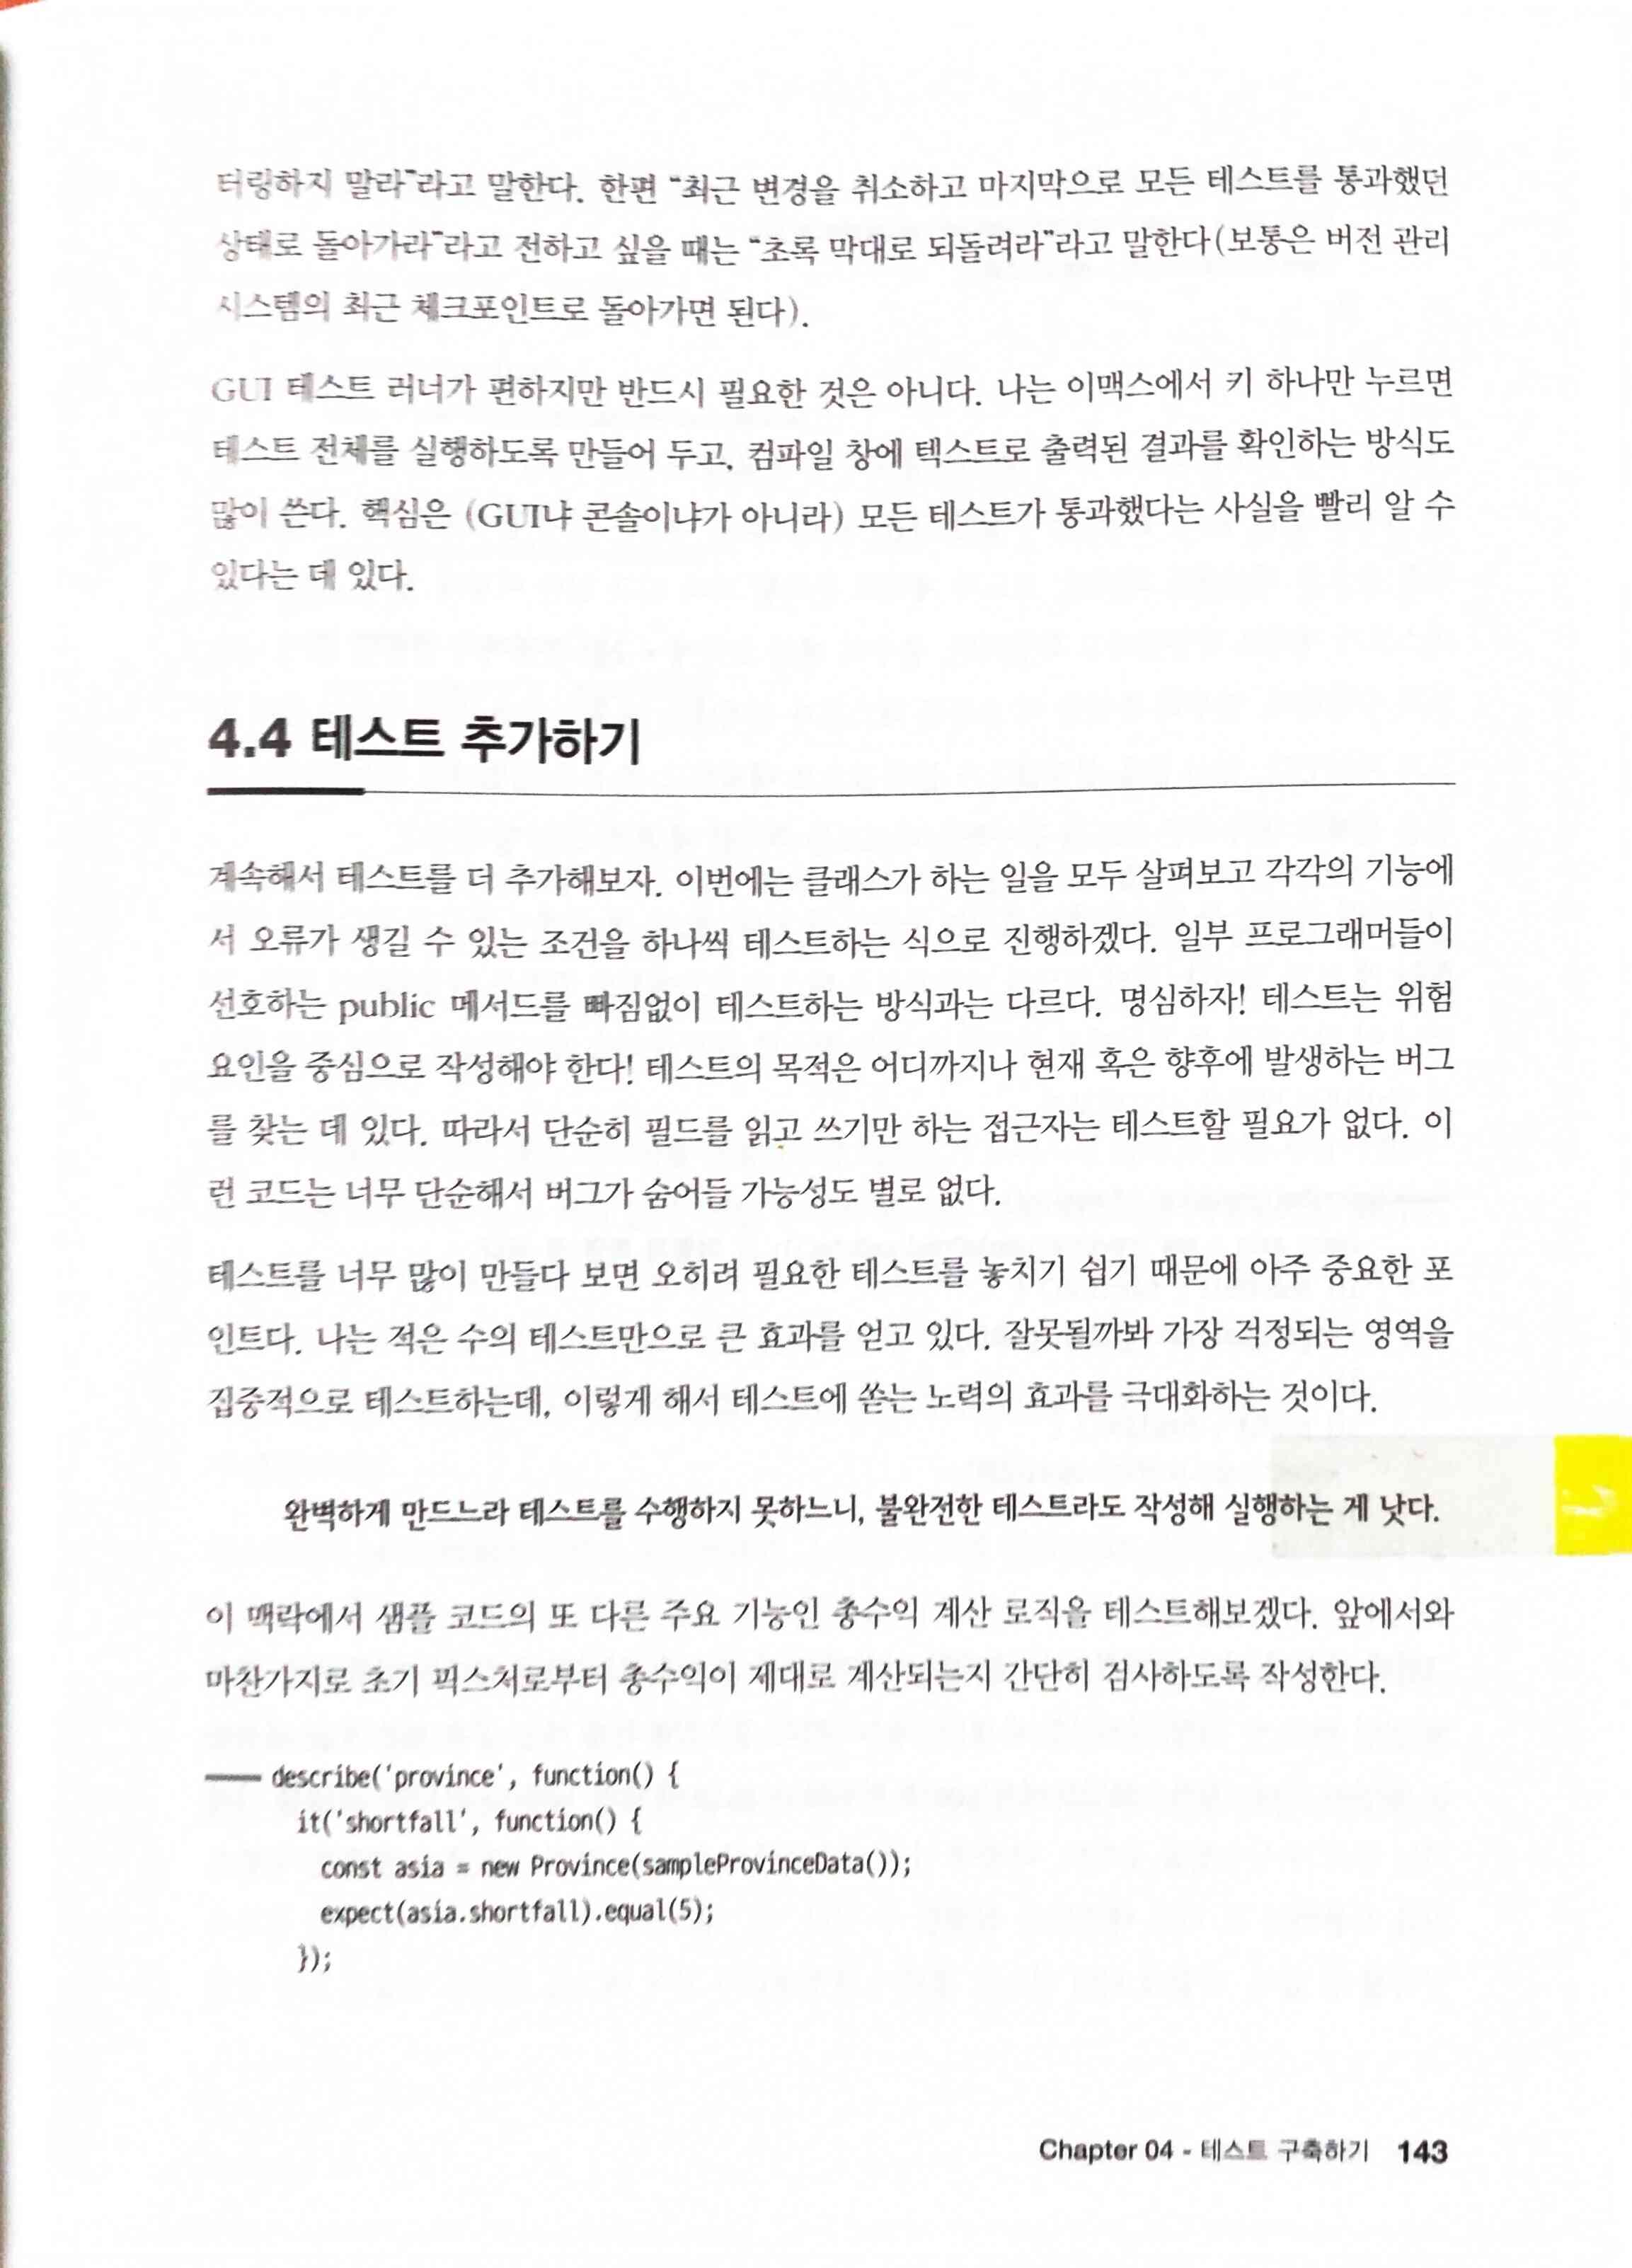 터링하지 말라”라고 말한다. 한편 “최근 변경을 취소하고 마지막으로 모든 테스트를 통과했던
상태로 돌아가라”라고 전하고 싶을 때는 “초록 막대로 되돌려라”라고 말한다(보통은 버전 관리
시스템의 최근 체크포인트로 돌아가면 된다).
GUI 테스트 러너가 편하지만 반드시 필요한 것은 아니다. 나는 이맥스에서 키 하나만 누르면
테스트 전체를 실행하도록 만들어 두고, 컴파일 창에 텍스트로 출력된 결과를 확인하는 방식도
많이 쓴다. 핵심은 (GUI냐 콘솔이냐가 아니라) 모든 테스트가 통과했다는 사실을 빨리 알 수
있다는 데 있다.
4.4 테스트 추가하기
계속해서 테스트를 더 추가해보자. 이번에는 클래스가 하는 일을 모두 살펴보고 각각의 기능에
서 오류가 생길 수 있는 조건을 하나씩 테스트하는 식으로 진행하겠다. 일부 프로그래머들이
선호하는 public 메서드를 빠짐없이 테스트하는 방식과는 다르다. 명심하자! 테스트는 위험
요인을 중심으로 작성해야 한다! 테스트의 목적은 어디까지나 현재 혹은 향후에 발생하는 버그
를 찾는 데 있다. 따라서 단순히 필드를 읽고 쓰기만 하는 접근자는 테스트할 필요가 없다. 이
런 코드는 너무 단순해서 버그가 숨어들 가능성도 별로 없다.
테스트를 너무 많이 만들다 보면 오히려 필요한 테스트를 놓치기 쉽기 때문에 아주 중요한 포
인트다. 나는 적은 수의 테스트만으로 큰 효과를 얻고 있다. 잘못될까봐 가장 걱정되는 영역을
집중적으로 테스트하는데, 이렇게 해서 테스트에 쏟는 노력의 효과를 극대화하는 것이다.
완벽하게 만드느라 테스트를 수행하지 못하느니, 불완전한 테스트라도 작성해 실행하는 게 낫다.
이 맥락에서 샘플 코드의 또 다른 주요 기능인 총수익 계산 로직을 테스트해보겠다. 앞에서와
마찬가지로 초기 픽스처로부터 총수익이 제대로 계산되는지 간단히 검사하도록 작성한다.
describe('province', function() {
it('shortfall', function() {
const asia = new Province(sampleProvinceData());
expect(asia.shortfall).equal(5);
});
Chapter 04 - 테스트 구축하기 143